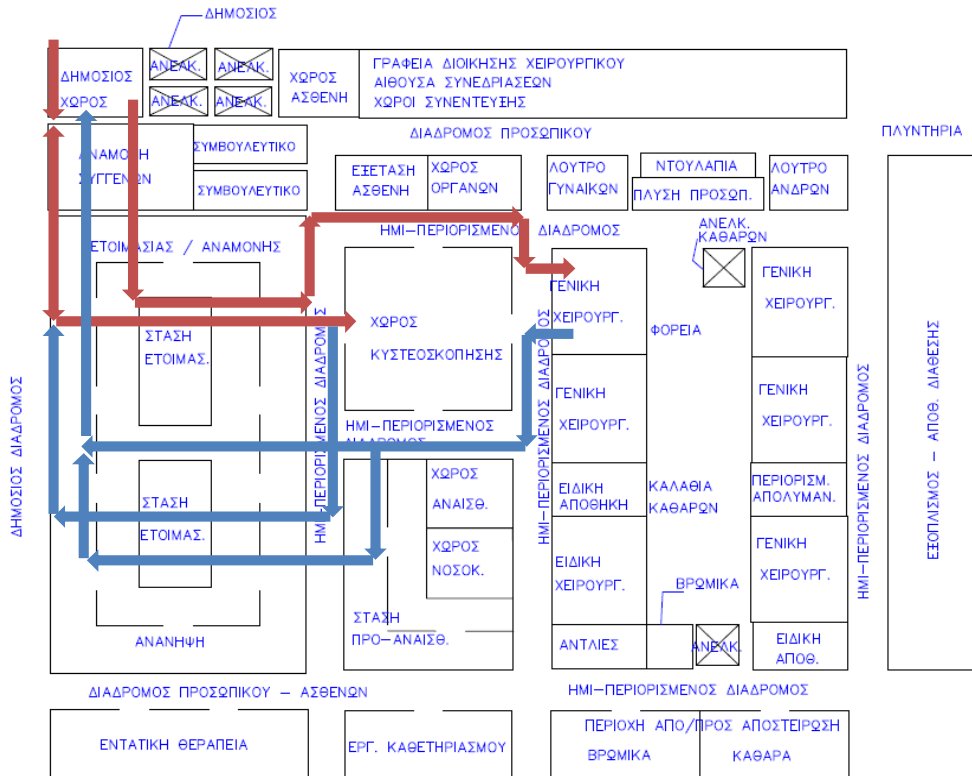 ΔΗΜΟΣΙΟΣ
ΔΗΜΟΣΙΟΣ
ΧΩΡΟΣ
ΑΝΕΛΚ.
ΑΝΕΛΚ.
ΑΝΕΛΚ.
ΑΝΕΛΚ.
ΧΩΡΟΣ
ΑΣΘΕΝΗ
ΓΡΑΦΕΙΑ ΔΙΟΙΚΗΣΗΣ ΧΕΙΡΟΥΡΓΙΚΟΥ
ΑΙΘΟΥΣΑ ΣΥΝΕΔΡΙΑΣΕΩΝ
ΧΩΡΟΙ ΣΥΝΕΝΤΕΥΞΗΣ
ΔΙΑΔΡΟΜΟΣ ΠΡΟΣΩΠΙΚΟΥ
ΠΛΥΝΤΗΡΙΑ
ΑΝΑΜΟΝΗ
ΣΥΓΓΕΝΩΝ
ΣΥΜΒΟΥΛΕΥΤΙΚΟ
ΣΥΜΒΟΥΛΕΥΤΙΚΟ
ΕΞΕΤΑΣΗ
ΑΣΘΕΝΗ
ΧΩΡΟΣ
ΟΡΓΑΝΩΝ
ΛΟΥΤΡΟ
ΓΥΝΑΙΚΩΝ
ΝΤΟΥΛΑΠΙΑ
ΠΛΥΣΗ ΠΡΟΣΩΠ.
ΛΟΥΤΡΟ
ΑΝΔΡΩΝ
ΗΜΙ-ΠΕΡΙΟΡΙΣΜΕΝΟ ΔΙΑΔΡΟΜΟΣ
ΑΝΕΛΚ.
ΚΑΘΑΡΩΝ
ΕΤΟΙΜΑΣΙΑΣ / ΑΝΑΜΟΝΗΣ
ΣΤΑΣΗ
ΕΤΟΙΜΑΣ.
ΧΩΡΟΣ
ΚΥΣΤΕΟΣΚΟΠΗΣΗΣ
ΓΕΝΙΚΗ
ΧΕΙΡΟΥΡΓ.
ΦΟΡΕΙΑ
ΓΕΝΙΚΗ
ΧΕΙΡΟΥΡΓ.
ΔΗΜΟΣΙΟΣ ΔΙΑΔΡΟΜΟΣ
ΗΜΙ-ΠΕΡΙΟΡΙΣΜΕΝΟΣ ΔΙΑΔΡΟΜΟΣ
ΗΜΙ-ΠΕΡΙΟΡΙΣΜΕΝΟΣ
ΔΙΑΔΡΟΜΟΣ
ΗΜΙ-ΠΕΡΙΟΡΙΣΜΕΝΟΣ ΔΙΑΔΡΟΜΟΣ
ΓΕΝΙΚΗ
ΧΕΙΡΟΥΡΓ.
ΓΕΝΙΚΗ
ΧΕΙΡΟΥΡΓ.
ΗΜΙ-ΠΕΡΙΟΡΙΣΜΕΝΟΣ ΔΙΑΔΡΟΜΟΣ
ΕΞΟΠΛΙΣΜΟΣ - ΑΠΟΘ. ΔΙΑΘΕΣΗΣ
ΣΤΑΣΗ
ΕΤΟΙΜΑΣ.
ΧΩΡΟΣ
ΑΝΑΙΣΘ.
ΕΙΔΙΚΗ
ΑΠΟΘΗΚΗ
ΚΑΛΑΘΙΑ
ΚΑΘΑΡΩΝ
ΠΕΡΙΟΡΙΣΜ.
ΑΠΟΛΥΜΑΝ.
ΧΩΡΟΣ
ΝΟΣΟΚ.
ΕΙΔΙΚΗ
ΧΕΙΡΟΥΡΓ.
ΓΕΝΙΚΗ
ΧΕΙΡΟΥΡΓ.
ΒΡΩΜΙΚΑ
ΣΤΑΣΗ
ΠΡΟ-ΑΝΑΙΣΘ.
ΑΝΑΝΗΨΗ
ΑΝΤΛΙΕΣ
ΑΝΕΛΚ.
ΕΙΔΙΚΗ
ΑΠΟΘ.
ΔΙΑΔΡΟΜΟΣ ΠΡΟΣΩΠΙΚΟΥ - ΑΣΘΕΝΩΝ
ΗΜΙ-ΠΕΡΙΟΡΙΣΜΕΝΟΣ ΔΙΑΔΡΟΜΟΣ
ΕΝΤΑΤΙΚΗ ΘΕΡΑΠΕΙΑ
ΕΡΓ. ΚΑΘΕΤΗΡΙΑΣΜΟΥ
ΠΕΡΙΟΧΗ ΑΠΟ/ΠΡΟΣ ΑΠΟΣΤΕΙΡΩΣΗ
ΒΡΩΜΙΚΑ
ΚΑΘΑΡΑ